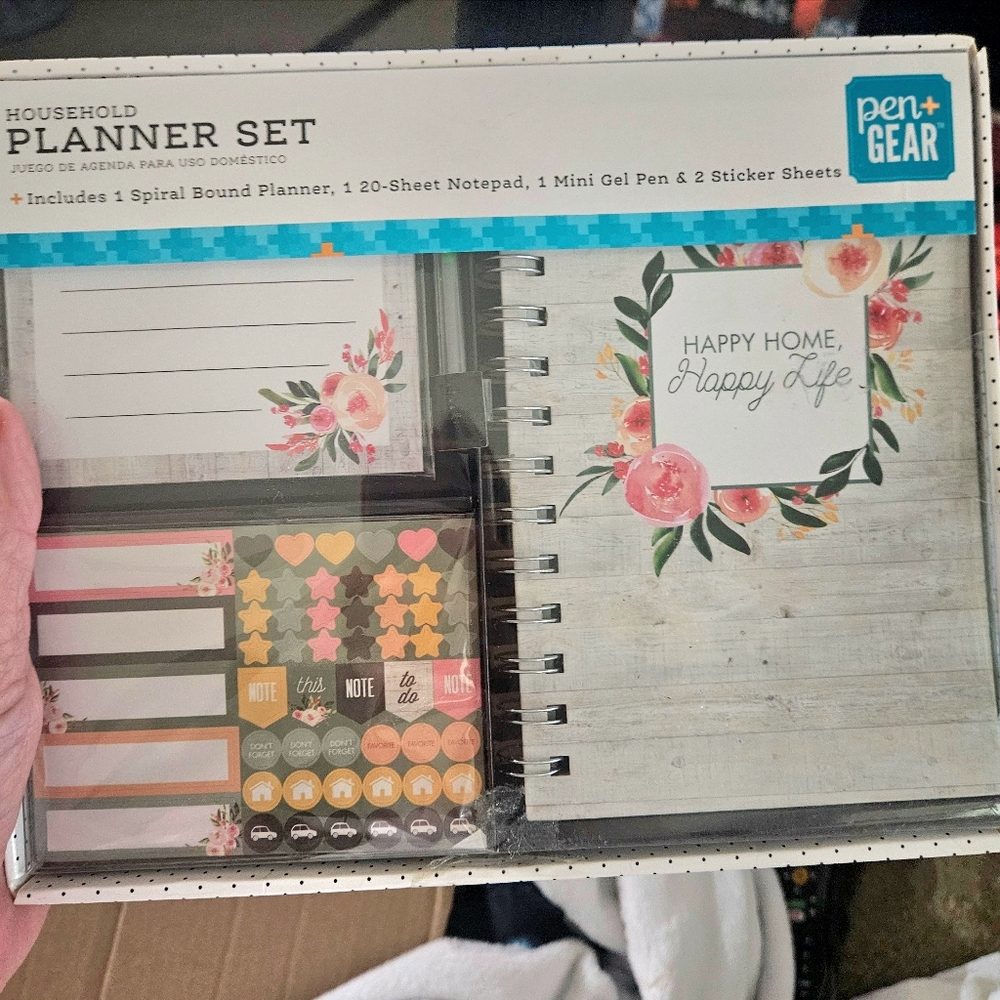 HOUSEHOLD
PLANNER SET
JUEGO DE AGENDA PARA USO DOMÉSTICO
+Includes 1 Spiral Bound Planner, 1 20-Sheet Notepad, 1 Mini Gel Pen & 2 Sticker Sheets
pen+
GEAR™
HAPPY HOME,
Happy Life
NOTE
this
NOTE
to
do
NOTE
DON'T
FORGET
DON'T
FORGET
DON'T
FORGET
FAVORITE
FAVORITE
FAVORITE